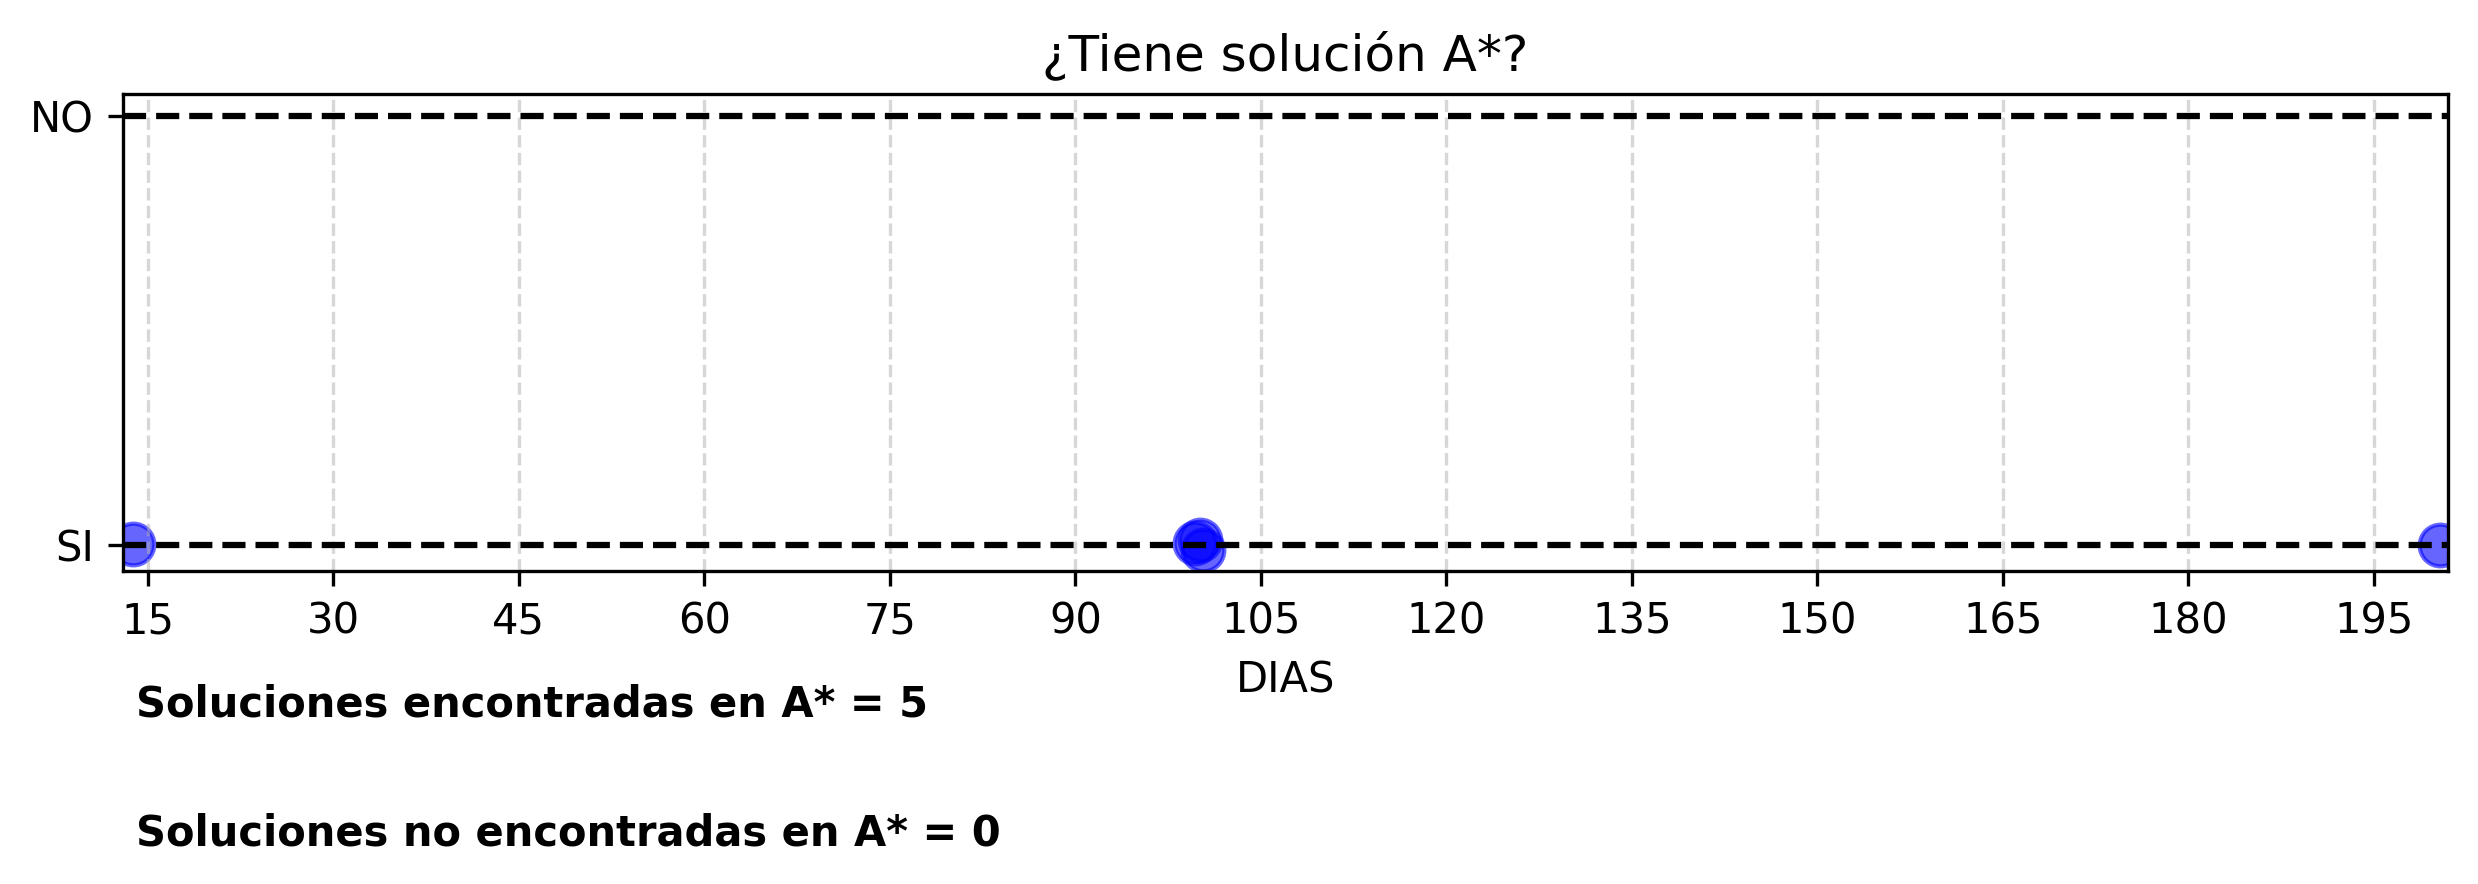 ¿Tiene solución A*?
NO
SI
15 30 45 60 75 90 105 120 135 150 165 180 195
DIAS
Soluciones encontradas en A* = 5
Soluciones no encontradas en A* = 0